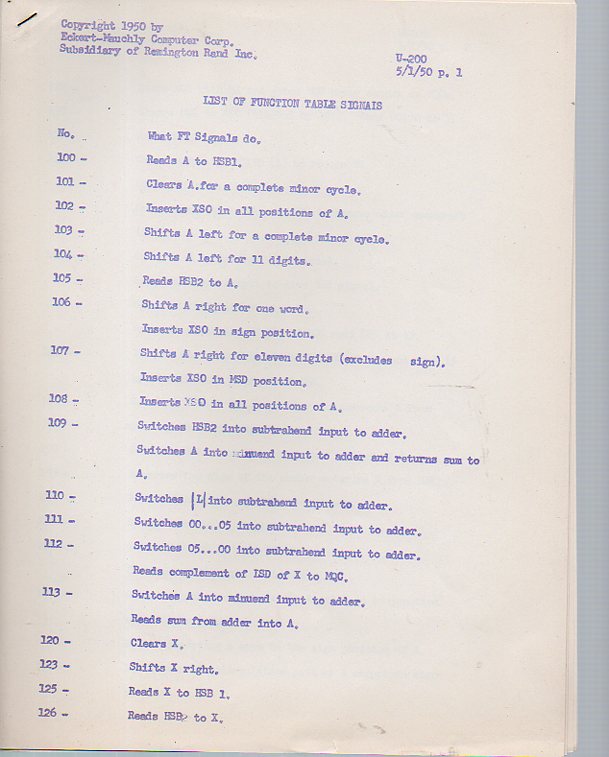 Copyright 1950 by
Eckert-Mauchly Computer Corp.
Subsidiary of Remington Rand Inc.
U-200
5/1/50 p. 1
LIST OF FUNCTION TABLE SIGNALS
No. What FT Signals do.
100 - Reads A to HSB1.
101 - Clears A for a complete minor cycle.
102 - Inserts XSO in all positions of A.
103 - Shifts A left for a complete minor cycle.
104 - Shifts A left for 11 digits.
105 - Reads HSB2 to A.
106 - Shifts A right for one word.
Inserts XSO in sign position.
107 - Shifts A right for eleven digits (excludes sign).
Inserts XSO in MSD position.
108 - Inserts XSO in all positions of A.
109 - Switches HSB2 into subtrahend input to adder.
Switches A into minuend input to adder and returns sum to
A.
110 - Switches |L| into subtrahend input to adder.
111 - Switches 00...05 into subtrahend input to adder.
112 - Switches 05...00 into subtrahend input to adder.
Reads complement of LSD of X to MQC.
113 - Switches A into minuend input to adder.
Reads sum from adder into A.
120 - Clears X.
123 - Shifts X right.
125 - Reads X to HSB 1.
126 - Reads HSB2 to X.